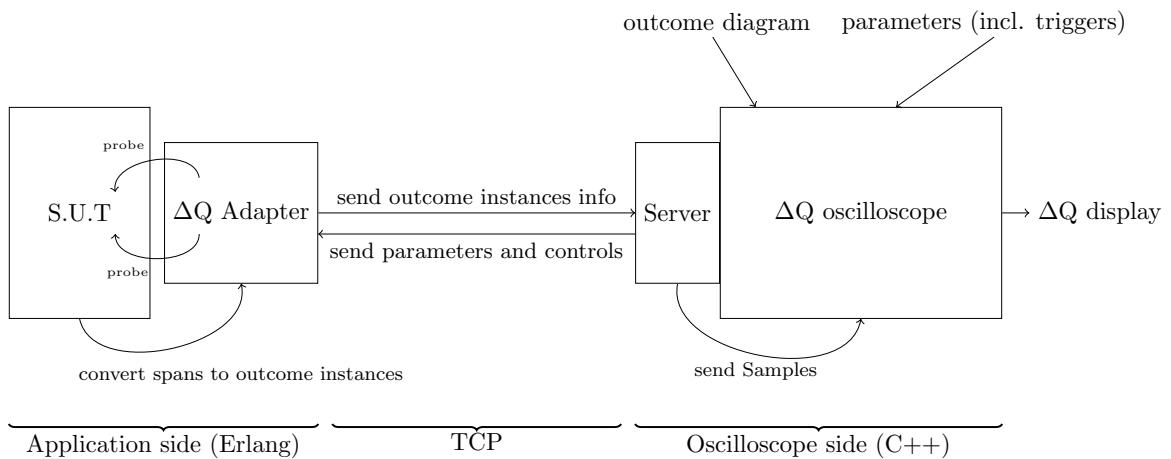 outcome diagram
parameters (incl. triggers)
probe
send outcome instances info
S.U.T
ΔQ Adapter
Server
ΔQ oscilloscope
ΔQ display
send parameters and controls
probe
convert spans to outcome instances
send Samples
Application side (Erlang)
TCP
Oscilloscope side (C++)